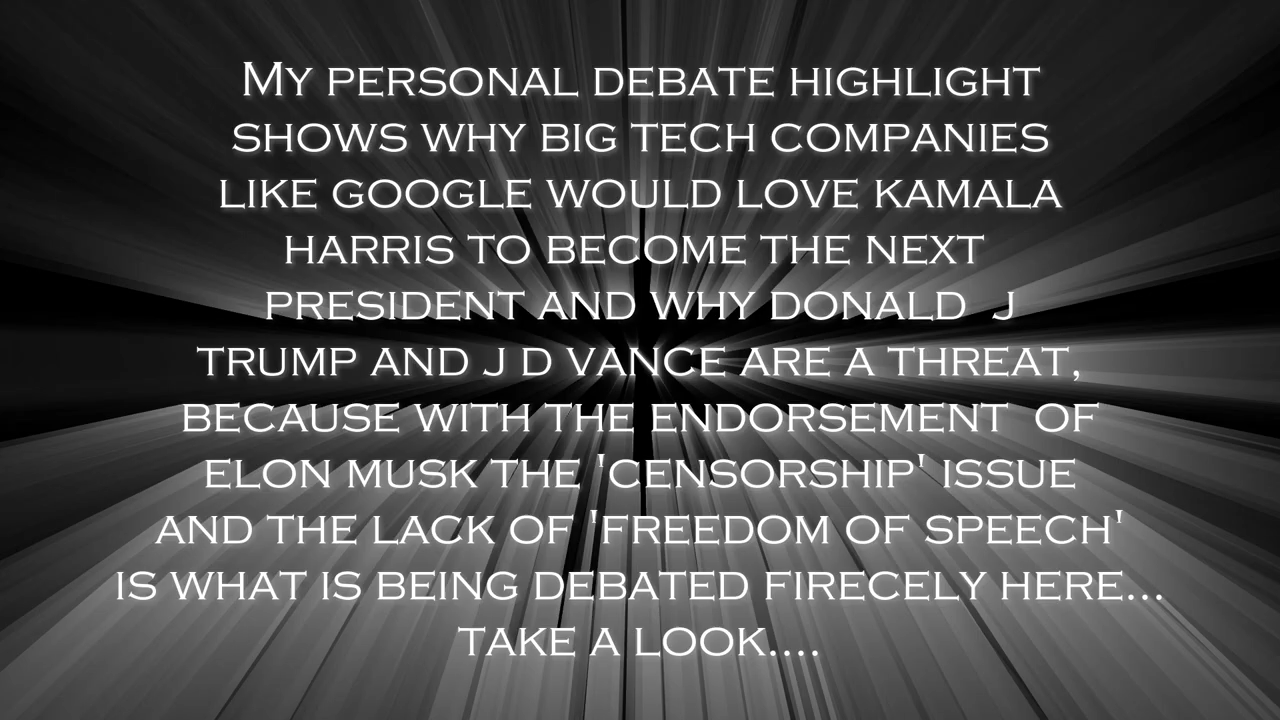 My personal debate highlight
shows why big tech companies
like google would love kamala
harris to become the next
president and why donald  j
trump and j d vance are a threat,
because with the endorsement  of
elon musk the 'censorship' issue
and the lack of 'freedom of speech'
is what is being debated firecely here...
take a look....